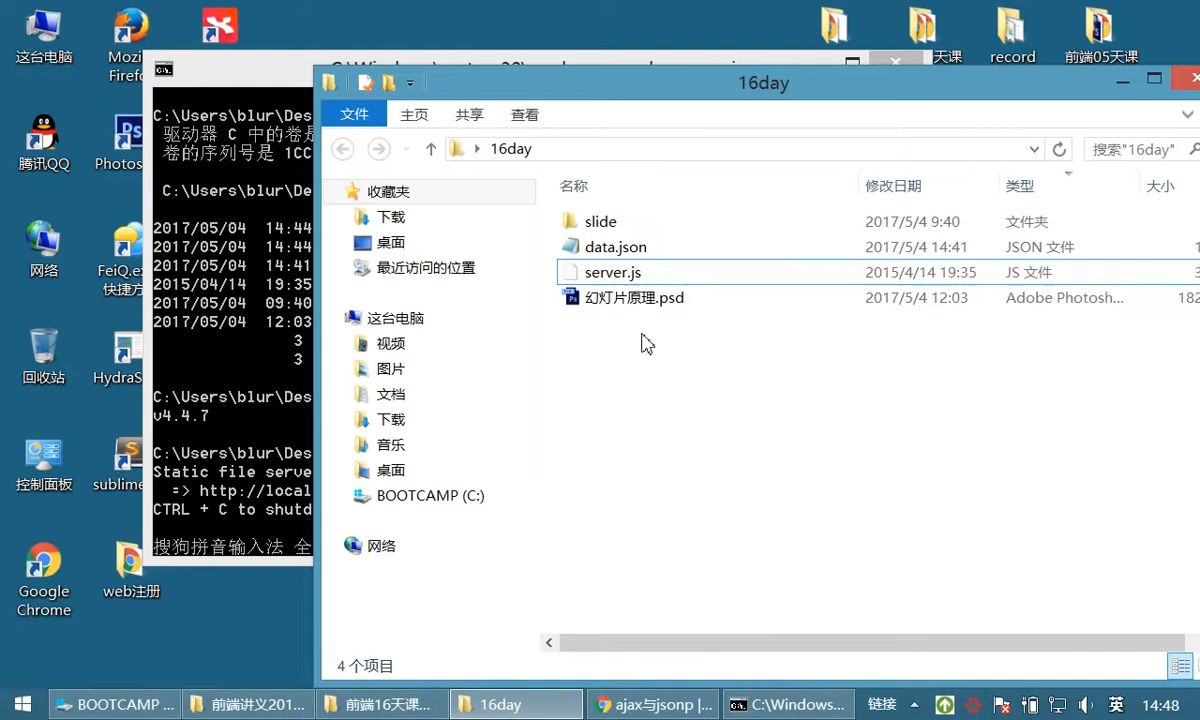 这台电脑
Mozi
Firef
天课
record
前端05天课
腾讯QQ
Photos
网络
FeiQ.ex
快捷方
回收站
HydraS
控制面板
sublime
Google
Chrome
web注册
C:\Users\blur\Des
驱动器 C 中的卷是
卷的序列号是 1CC
C:\Users\blur\De
2017/05/04 14:44
2017/05/04 14:44
2017/05/04 14:41
2015/04/14 19:35
2017/05/04 09:40
2017/05/04 12:03
3
3
C:\Users\blur\Des
v4.4.7
C:\Users\blur\Des
Static file serve
=> http://local
CTRL + C to shutd
搜狗拼音输入法 全
16day
文件 主页 共享 查看
16day
搜索"16day"
收藏夹
下载
桌面
最近访问的位置
这台电脑
视频
图片
文档
下载
音乐
桌面
BOOTCAMP (C:)
网络
名称 修改日期 类型 大小
slide 2017/5/4 9:40 文件夹
data.json 2017/5/4 14:41 JSON 文件 1
server.js 2015/4/14 19:35 JS 文件 3
幻灯片原理.psd 2017/5/4 12:03 Adobe Photosh... 182
4 个项目
BOOTCAMP ...
前端讲义201...
前端16天课...
16day
ajax与jsonp |...
C:\Windows...
链接
英
14:48